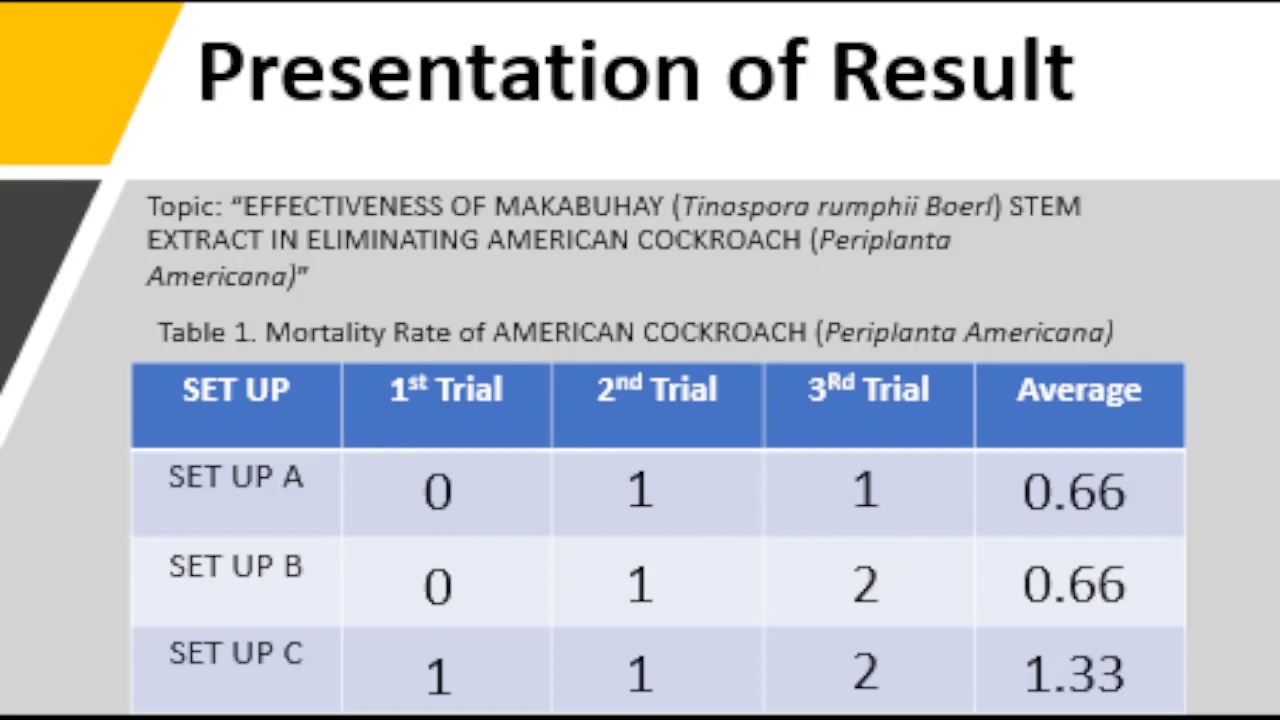 Presentation of Result
Topic: “EFFECTIVENESS OF MAKABUHAY (Tinospora rumphii Boerl) STEM
EXTRACT IN ELIMINATING AMERICAN COCKROACH (Periplanta
Americana)”
Table 1. Mortality Rate of AMERICAN COCKROACH (Periplanta Americana)
SET UP 1st Trial 2nd Trial 3Rd Trial Average
SET UP A 0 1 1 0.66
SET UP B 0 1 2 0.66
SET UP C 1 1 2 1.33